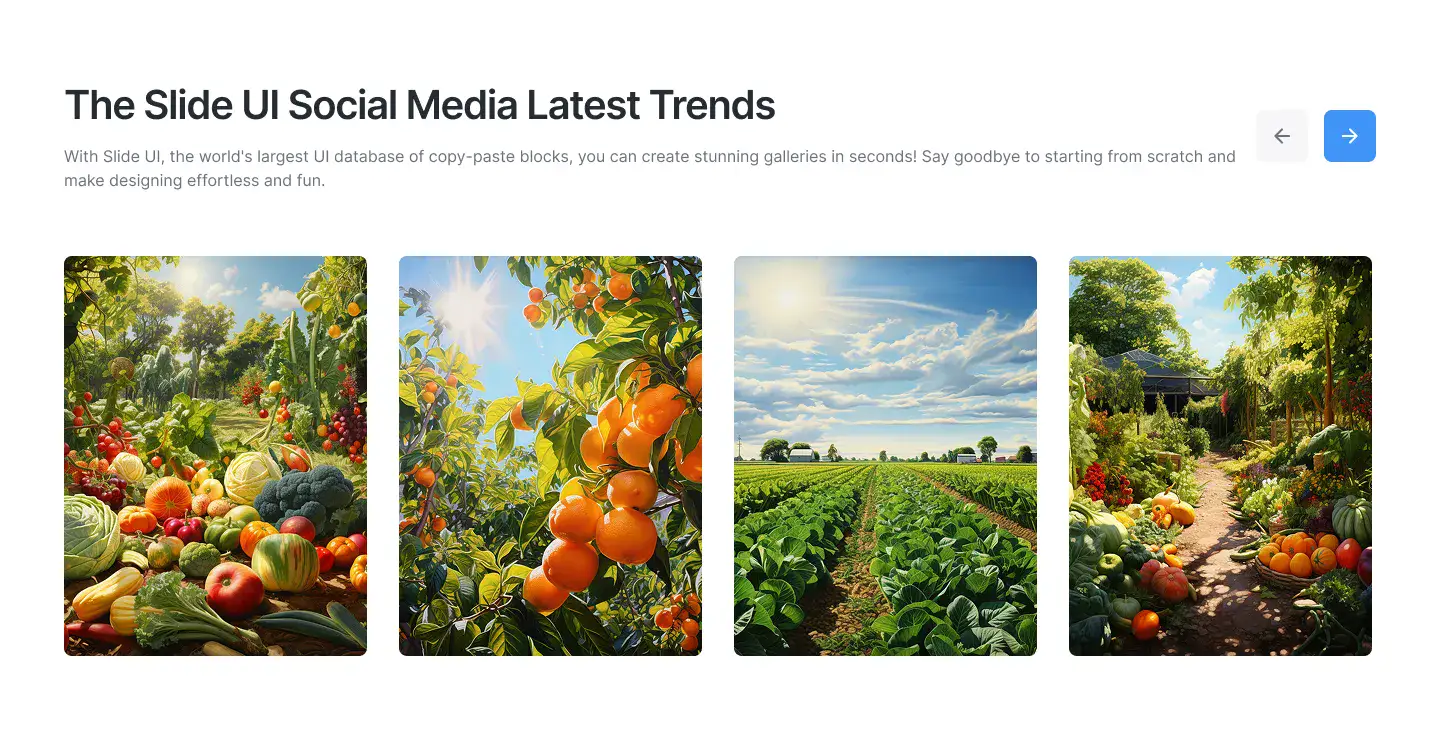 The Slide UI Social Media Latest Trends
With Slide UI, the world's largest UI database of copy-paste blocks, you can create stunning galleries in seconds! Say goodbye to starting from scratch and
make designing effortless and fun.